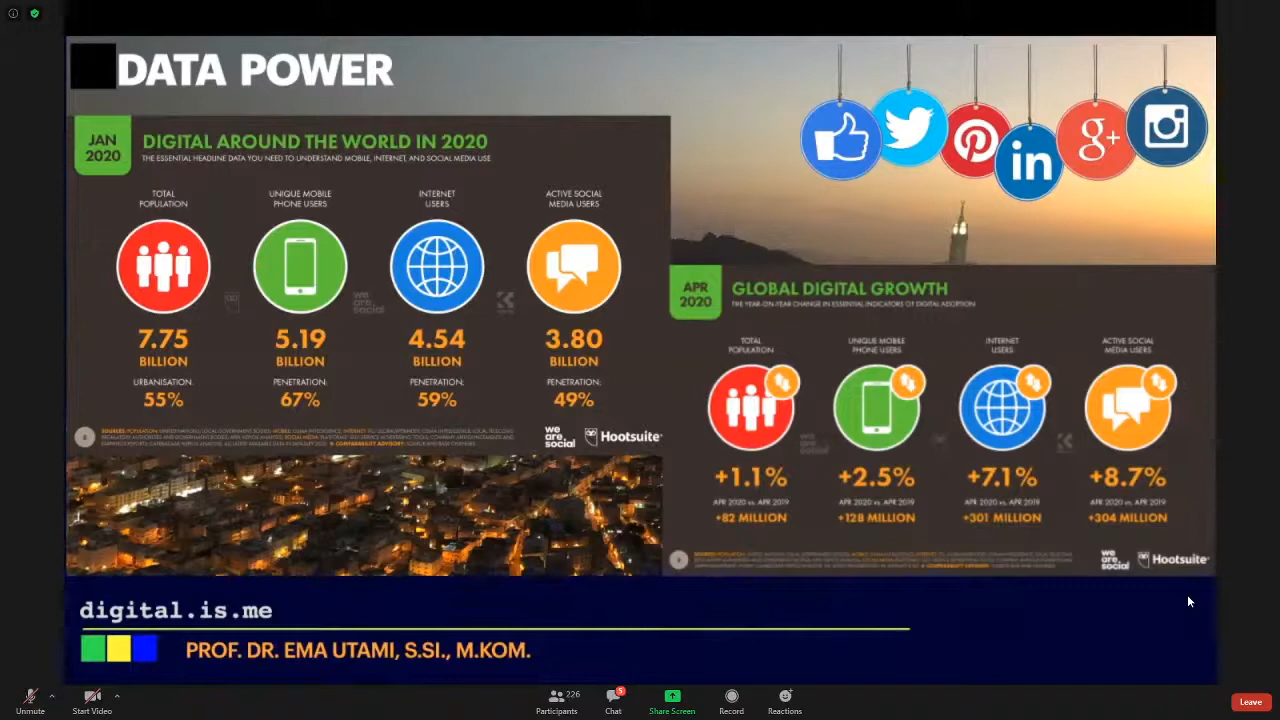 DATA POWER
JAN
2020
DIGITAL AROUND THE WORLD IN 2020
THE ESSENTIAL HEADLINE DATA YOU NEED TO UNDERSTAND MOBILE, INTERNET, AND SOCIAL MEDIA USE
TOTAL
POPULATION
UNIQUE MOBILE
PHONE USERS
INTERNET
USERS
ACTIVE SOCIAL
MEDIA USERS
we
are.
social
7.75
BILLION
5.19
BILLION
4.54
BILLION
3.80
BILLION
URBANISATION:
55%
PENETRATION:
67%
PENETRATION:
59%
PENETRATION:
49%
we
are.
social
Hootsuite
in
g+
APR
2020
GLOBAL DIGITAL GROWTH
THE YEAR-ON-YEAR CHANGE IN ESSENTIAL INDICATORS OF DIGITAL ADOPTION
TOTAL
POPULATION
UNIQUE MOBILE
PHONE USERS
INTERNET
USERS
ACTIVE SOCIAL
MEDIA USERS
we
are.
social
+1.1%
APR 2020 vs. APR 2019
+82 MILLION
+2.5%
APR 2020 vs. APR 2019
+128 MILLION
+7.1%
APR 2020 vs. APR 2019
+301 MILLION
+8.7%
APR 2020 vs. APR 2019
+304 MILLION
we
are.
social
Hootsuite
digital.is.me
PROF. DR. EMA UTAMI, S.SI., M.KOM.
Unmute
Start Video
226
Participants
5
Chat
Share Screen
Record
Reactions
Leave